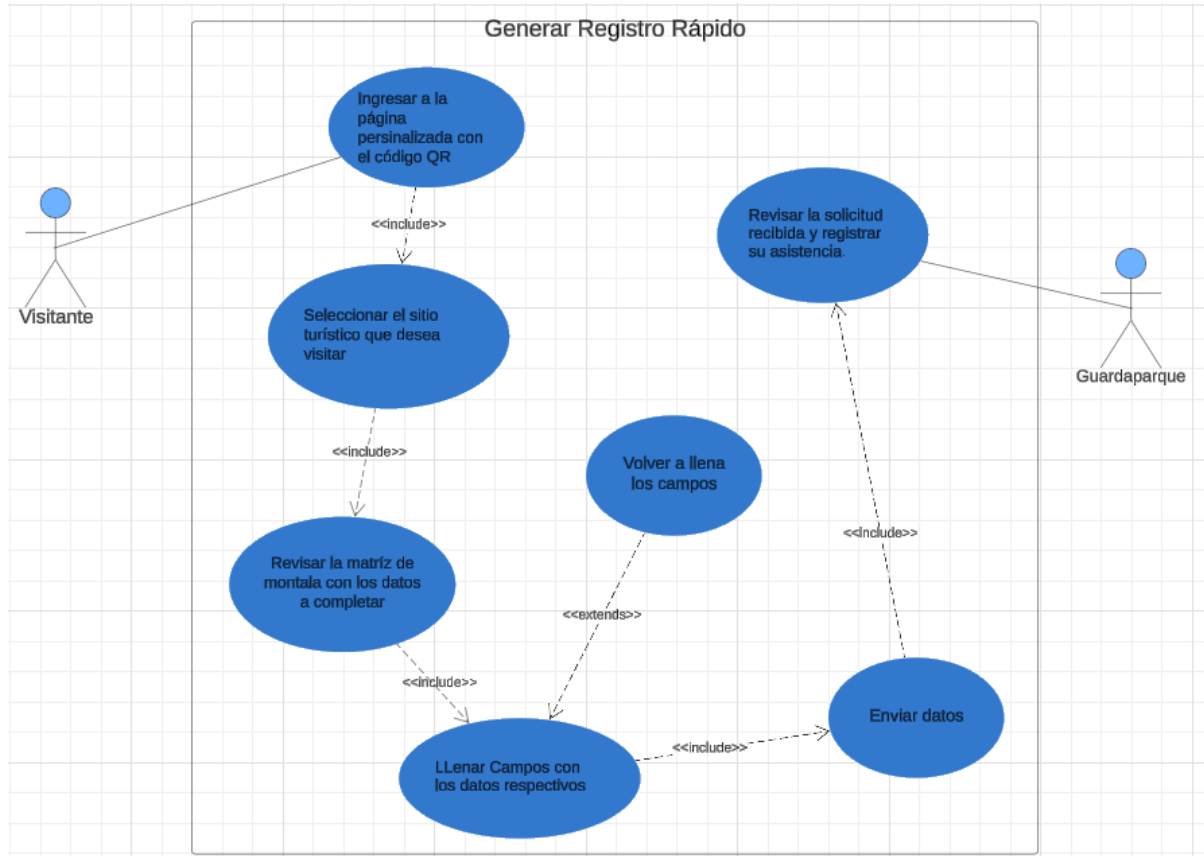 Generar Registro Rápido
Ingresar a la
página
persinalizada con
el código QR
<<include>>
Visitante
Seleccionar el sitio
turístico que desea
visitar
<<include>>
Revisar la matríz de
montala con los datos
a completar
<<include>>
LLenar Campos con
los datos respectivos
Volver a llena
los campos
<<extends>>
<<include>>
Enviar datos
<<include>>
Revisar la solicitud
recibida y registrar
su asistencia.
Guardaparque